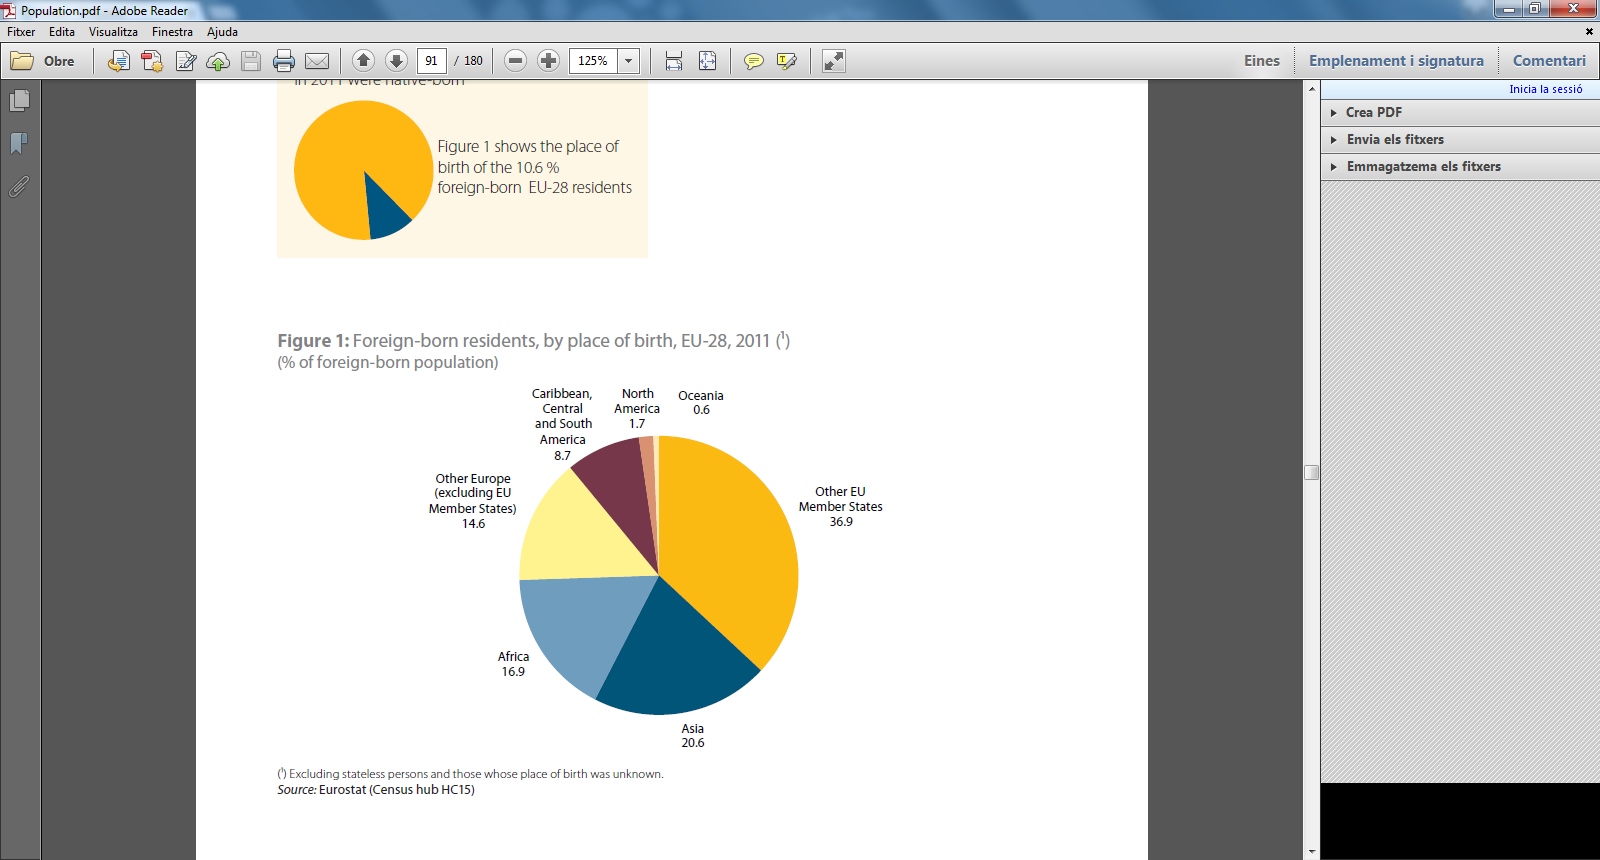 Population.pdf - Adobe Reader
Fitxer Edita Visualitza Finestra Ajuda
Obre 91 / 180 125% Eines Emplenament i signatura Comentari
Inicia la sessió
Crea PDF
Envia els fitxers
Emmagatzema els fitxers
in 2011 were native-born
Figure 1 shows the place of
birth of the 10.6 %
foreign-born EU-28 residents
Figure 1: Foreign-born residents, by place of birth, EU-28, 2011 (¹)
(% of foreign-born population)
Caribbean,
Central
and South
America
8.7
North
America
1.7
Oceania
0.6
Other Europe
(excluding EU
Member States)
14.6
Other EU
Member States
36.9
Africa
16.9
Asia
20.6
(¹) Excluding stateless persons and those whose place of birth was unknown.
Source: Eurostat (Census hub HC15)